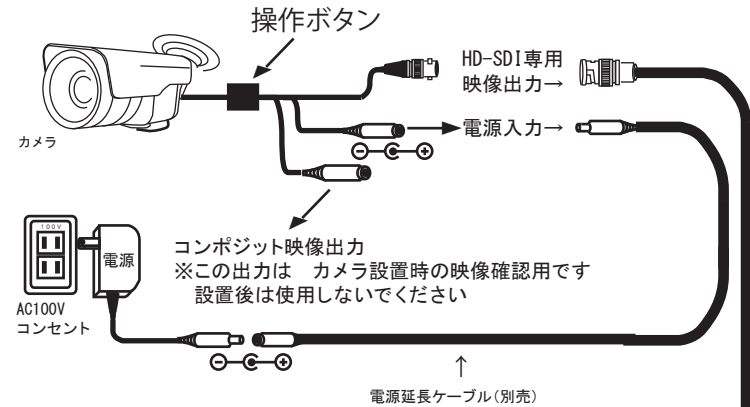 操作ボタン
HD-SDI専用
映像出力→
カメラ
電源入力→
コンポジット映像出力
※この出力は　カメラ設置時の映像確認用です
設置後は使用しないでください
100V
電源
AC100V
コンセント
↑
電源延長ケーブル(別売)